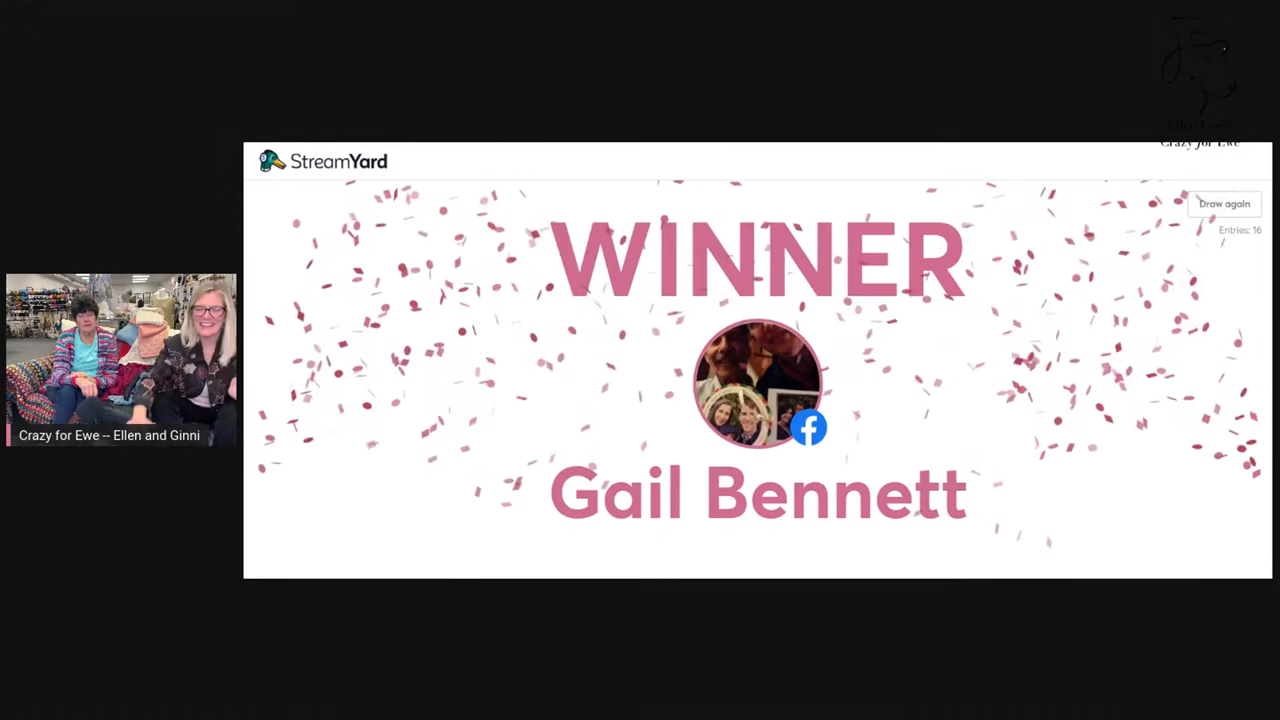 Crazy for Ewe
StreamYard
Draw again
WINNER
Entries: 16
Gail Bennett
Crazy for Ewe -- Ellen and Ginni